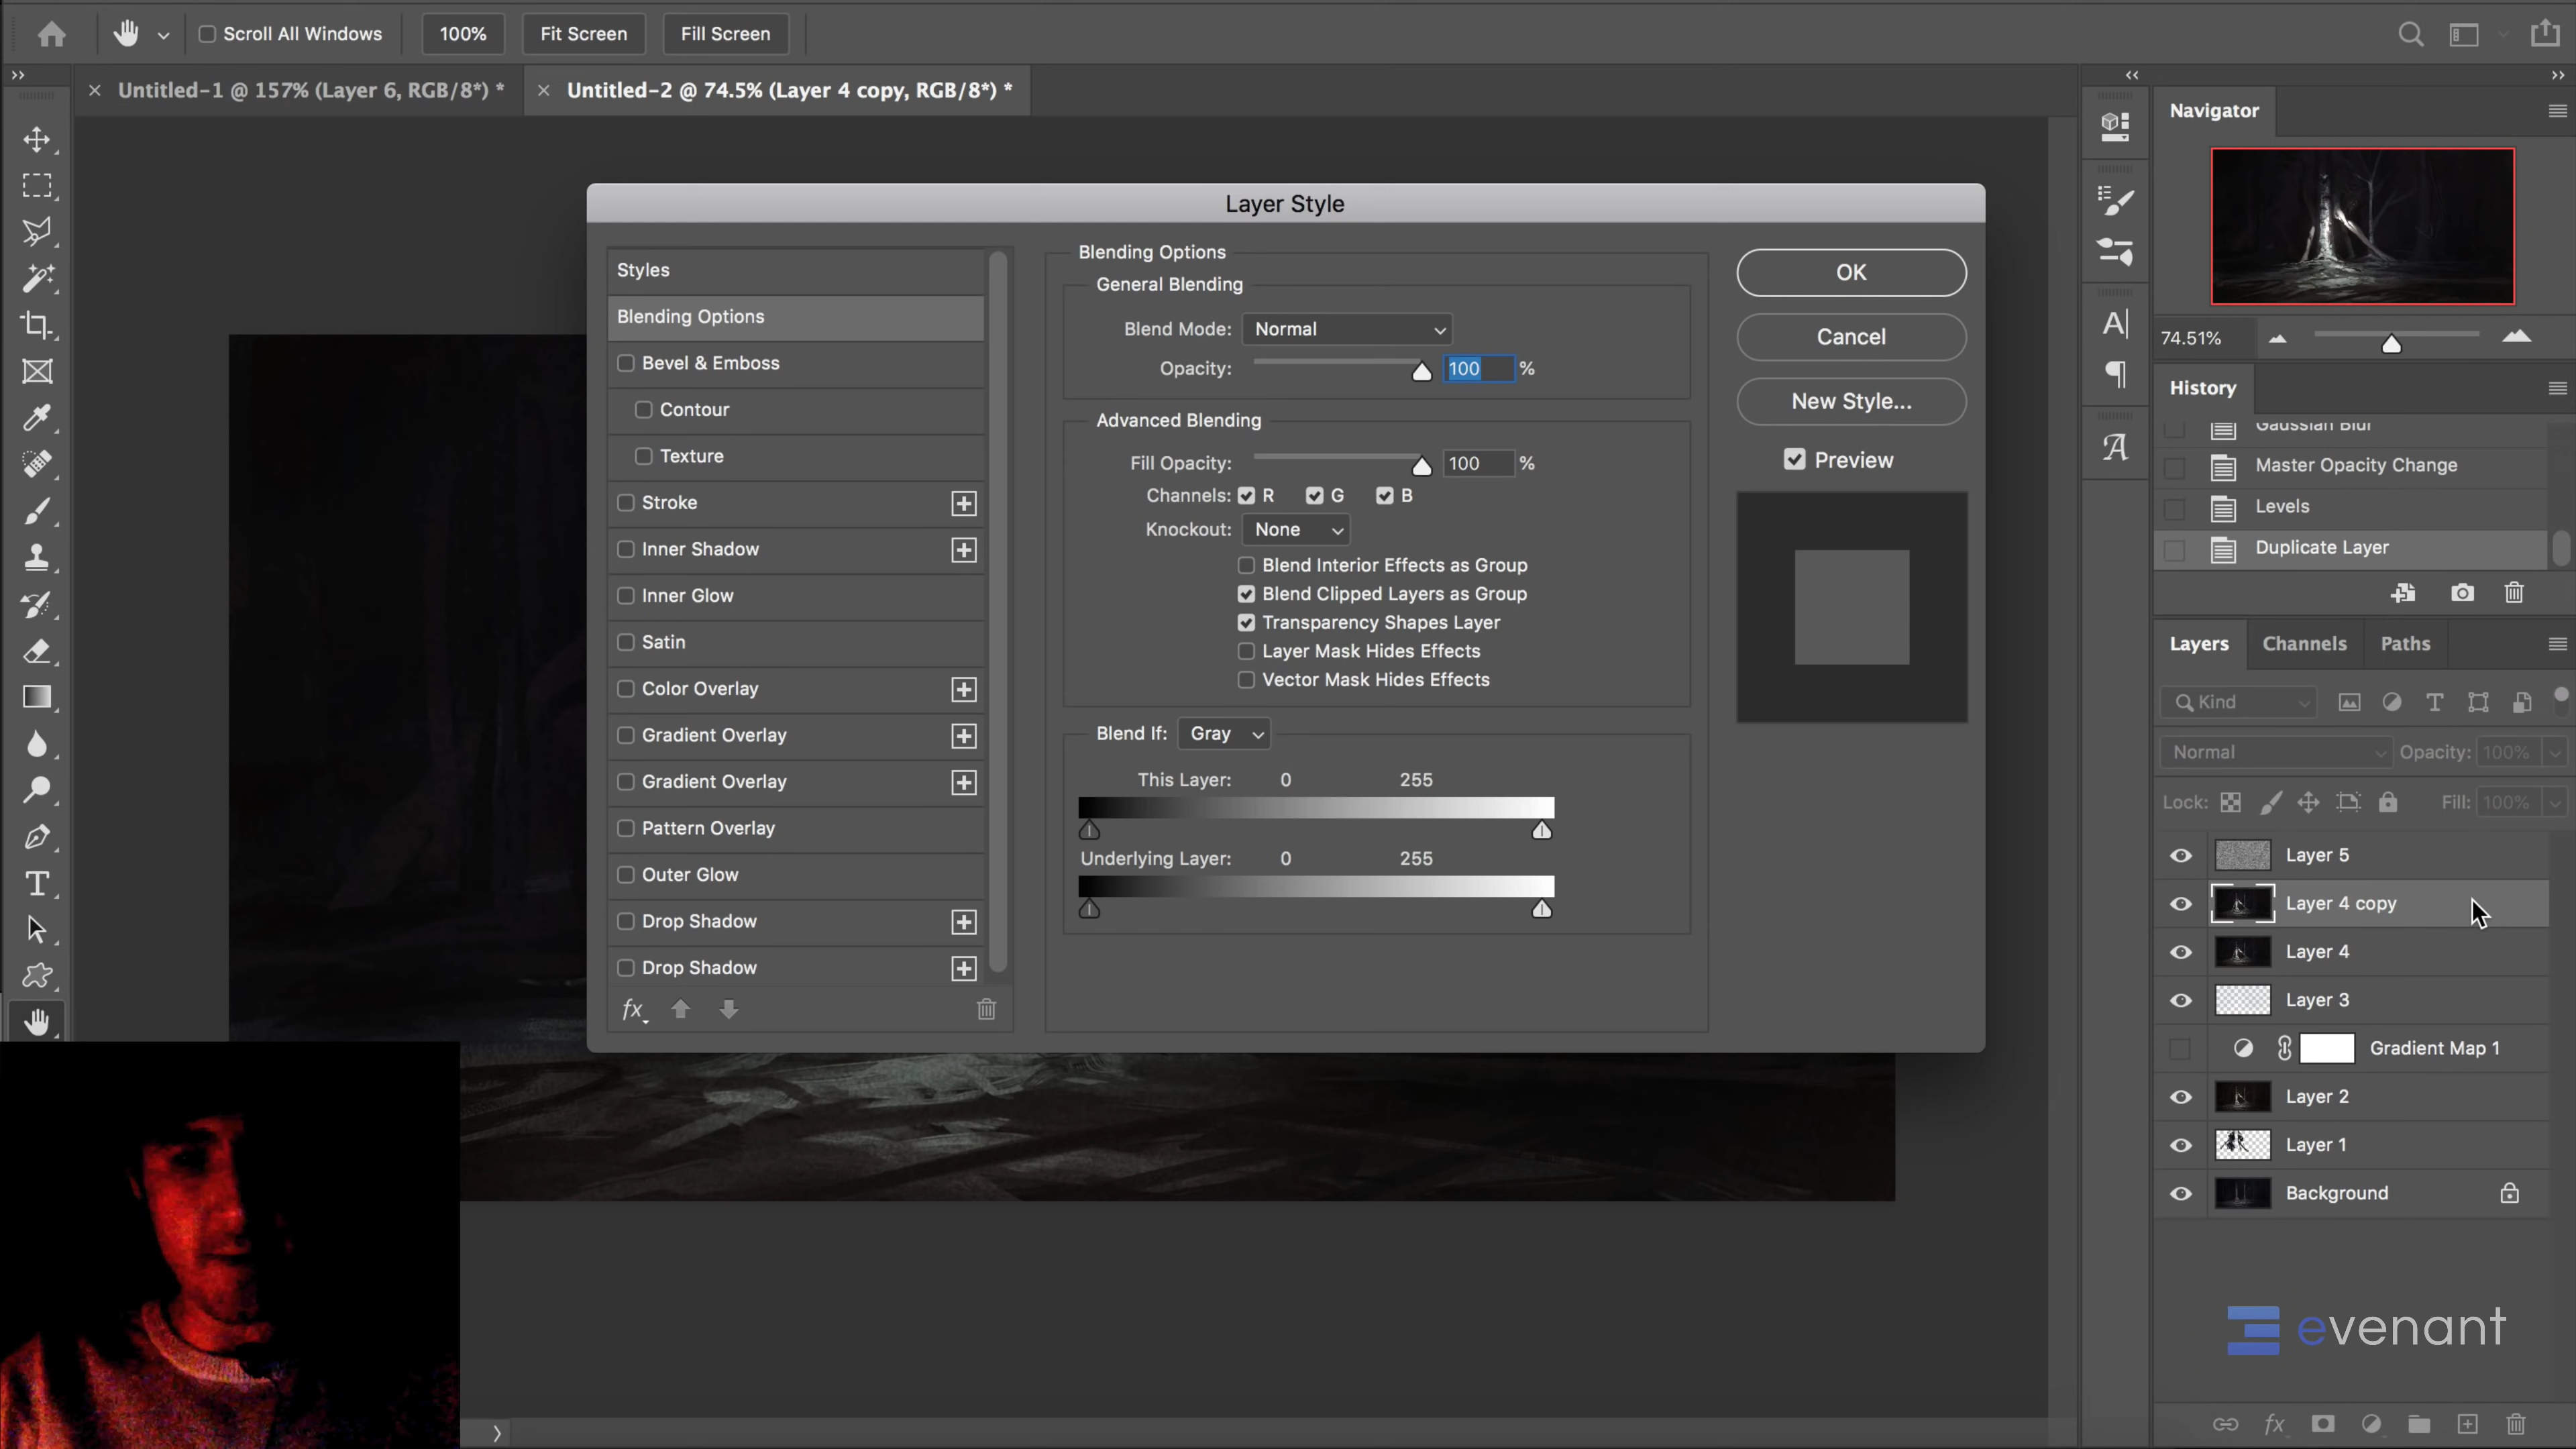 Scroll All Windows
100%
Fit Screen
Fill Screen
Untitled-1 @ 157% (Layer 6, RGB/8*) *
Untitled-2 @ 74.5% (Layer 4 copy, RGB/8*) *
Layer Style
Styles
Blending Options
Bevel & Emboss
Contour
Texture
Stroke
Inner Shadow
Inner Glow
Satin
Color Overlay
Gradient Overlay
Gradient Overlay
Pattern Overlay
Outer Glow
Drop Shadow
Drop Shadow
fx
Blending Options
General Blending
Blend Mode: Normal
Opacity: 100 %
Advanced Blending
Fill Opacity: 100 %
Channels: R G B
Knockout: None
Blend Interior Effects as Group
Blend Clipped Layers as Group
Transparency Shapes Layer
Layer Mask Hides Effects
Vector Mask Hides Effects
Blend If: Gray
This Layer: 0 255
Underlying Layer: 0 255
OK
Cancel
New Style...
Preview
Navigator
74.51%
History
Gaussian Blur
Master Opacity Change
Levels
Duplicate Layer
Layers
Channels
Paths
Kind
Normal
Opacity: 100%
Lock:
Fill: 100%
Layer 5
Layer 4 copy
Layer 4
Layer 3
Gradient Map 1
Layer 2
Layer 1
Background
evenant
fx